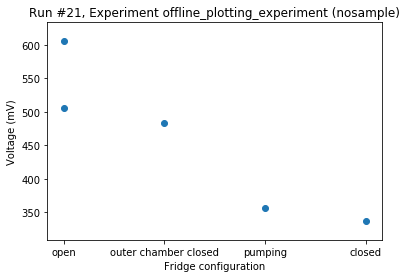 Run #21, Experiment offline_plotting_experiment (nosample)
600
550
500
450
400
350
Voltage (mV)
open
outer chamber closed
pumping
closed
Fridge configuration